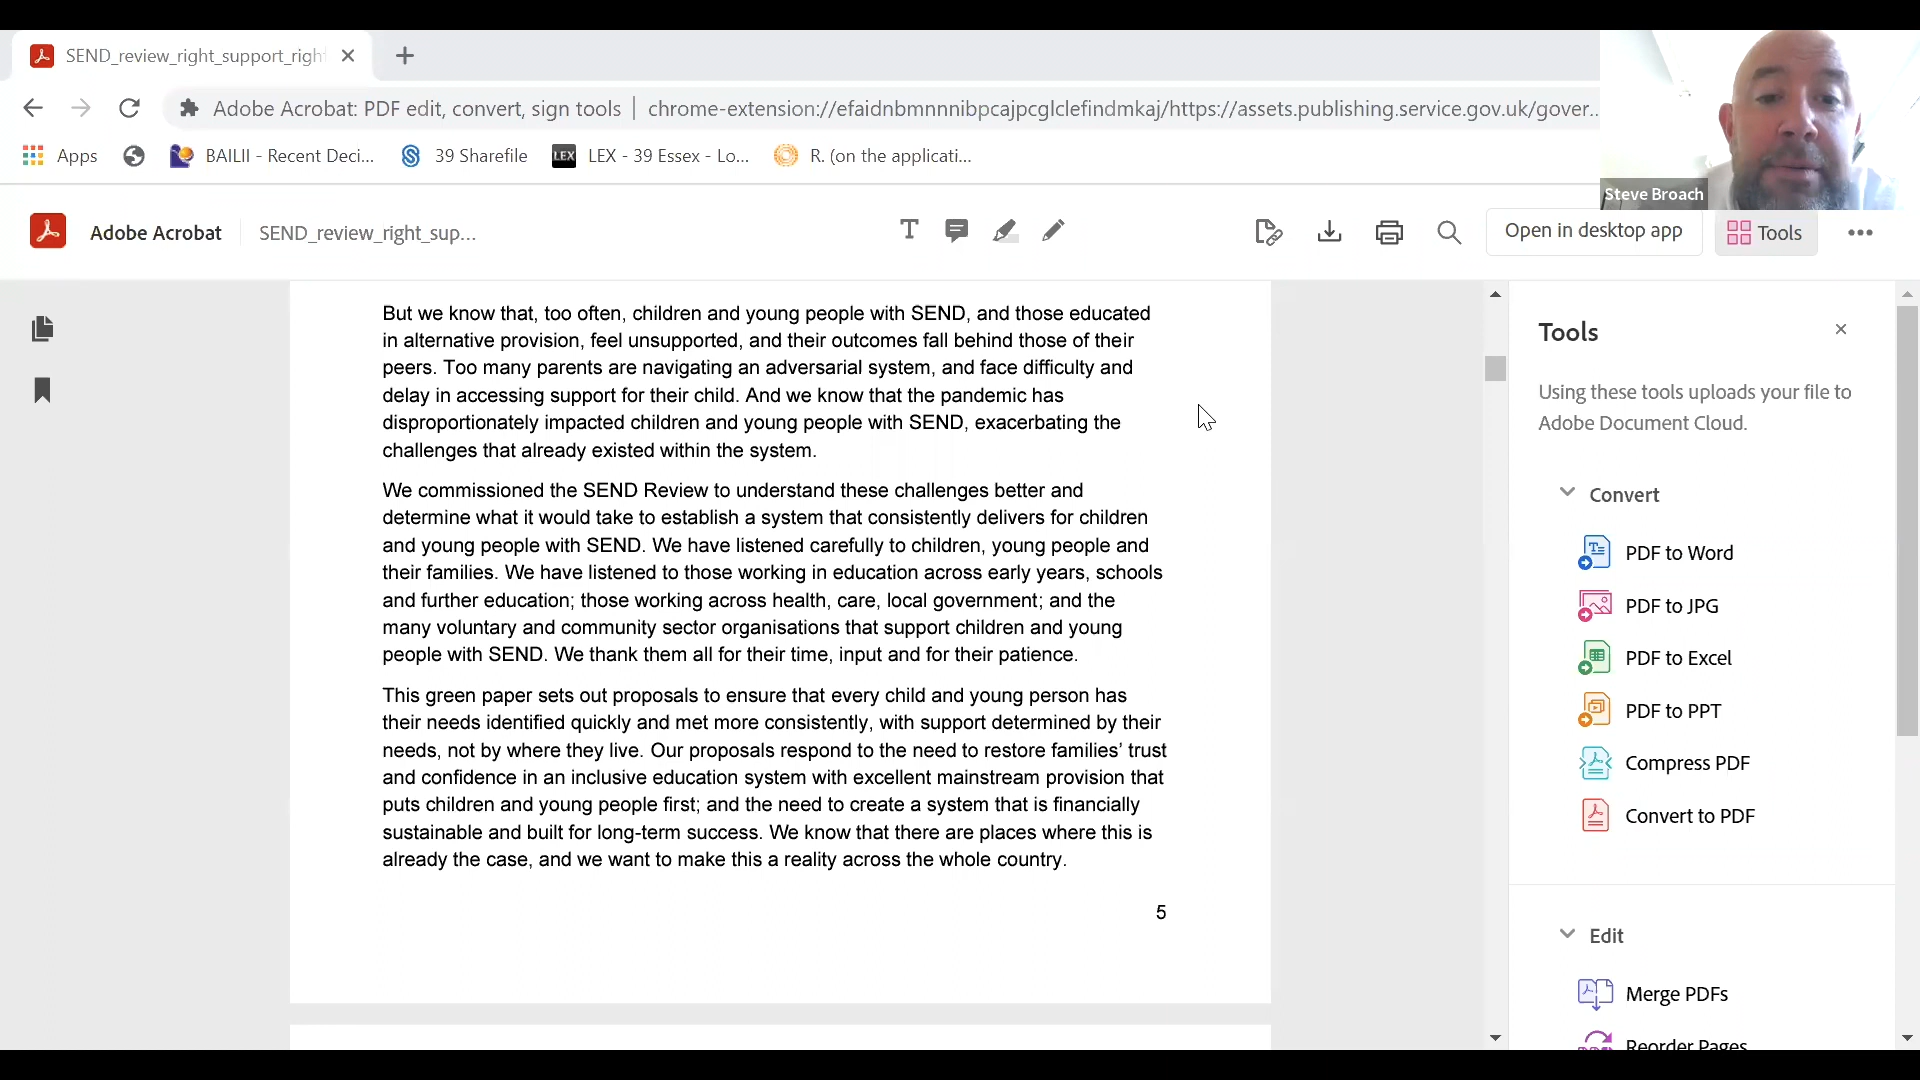 SEND_review_right_support_righ
Adobe Acrobat: PDF edit, convert, sign tools | chrome-extension://efaidnbmnnnibpcajpcglclefindmkaj/https://assets.publishing.service.gov.uk/gover...
Apps
BAILII - Recent Deci...
39 Sharefile
LEX
LEX - 39 Essex - Lo...
R. (on the applicati...
Steve Broach
Adobe Acrobat
SEND_review_right_sup...
Open in desktop app
Tools
But we know that, too often, children and young people with SEND, and those educated
in alternative provision, feel unsupported, and their outcomes fall behind those of their
peers. Too many parents are navigating an adversarial system, and face difficulty and
delay in accessing support for their child. And we know that the pandemic has
disproportionately impacted children and young people with SEND, exacerbating the
challenges that already existed within the system.
We commissioned the SEND Review to understand these challenges better and
determine what it would take to establish a system that consistently delivers for children
and young people with SEND. We have listened carefully to children, young people and
their families. We have listened to those working in education across early years, schools
and further education; those working across health, care, local government; and the
many voluntary and community sector organisations that support children and young
people with SEND. We thank them all for their time, input and for their patience.
This green paper sets out proposals to ensure that every child and young person has
their needs identified quickly and met more consistently, with support determined by their
needs, not by where they live. Our proposals respond to the need to restore families’ trust
and confidence in an inclusive education system with excellent mainstream provision that
puts children and young people first; and the need to create a system that is financially
sustainable and built for long-term success. We know that there are places where this is
already the case, and we want to make this a reality across the whole country.
5
Tools
Using these tools uploads your file to
Adobe Document Cloud.
Convert
PDF to Word
PDF to JPG
PDF to Excel
PDF to PPT
Compress PDF
Convert to PDF
Edit
Merge PDFs
Reorder Pages